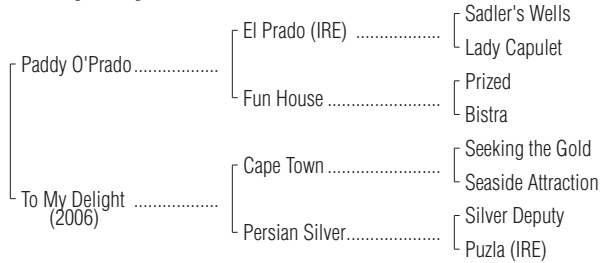 Sadler's Wells
El Prado (IRE) ..................
Lady Capulet
Paddy O'Prado..................
Prized
Fun House .......................
Bistra
Seeking the Gold
Cape Town .......................
Seaside Attraction
To My Delight ..................
(2006)
Silver Deputy
Persian Silver....................
Puzla (IRE)